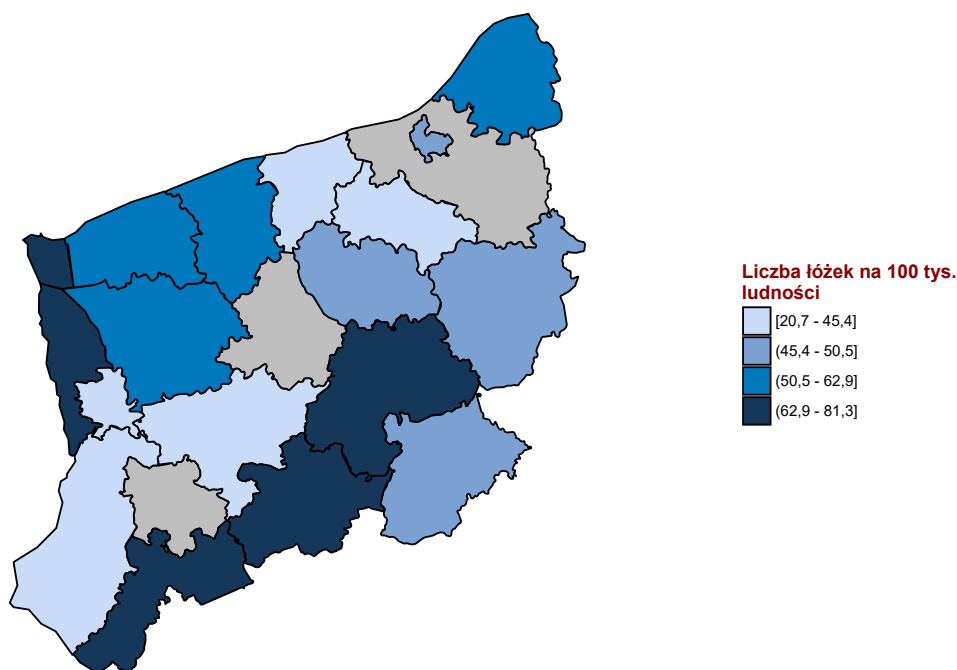 Liczba łóżek na 100 tys.
ludności
[20,7 - 45,4]
(45,4 - 50,5]
(50,5 - 62,9]
(62,9 - 81,3]